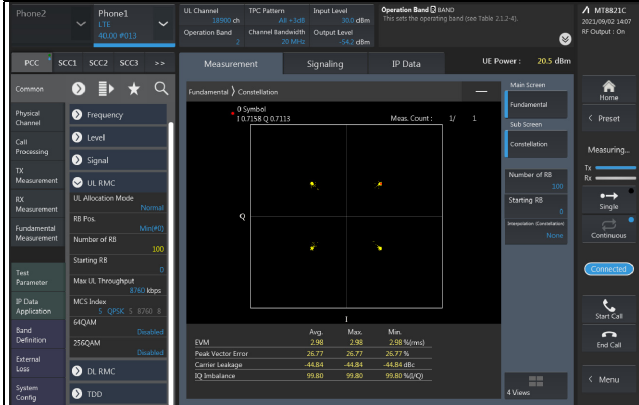 Phone2
Phone1
LTE
40.00 #013
UL Channel
18900 ch
TPC Pattern
All +3dB
Input Level
30.0 dBm
Operation Band
2
Channel Bandwidth
20 MHz
Output Level
-54.2 dBm
Operation Band BAND
This sets the operating band (see Table 2.1.2-4).
MT8821C
2021/09/02 14:07
RF Output : On
PCC
SCC1
SCC2
SCC3
>>
Measurement
Signaling
IP Data
UE Power : 20.5 dBm
Common
Physical
Channel
Call
Processing
TX
Measurement
RX
Measurement
Fundamental
Measurement
Test
Parameter
IP Data
Application
Band
Definition
External
Loss
System
Config
Frequency
Level
Signal
UL RMC
UL Allocation Mode
Normal
RB Pos.
Min(#0)
Number of RB
100
Starting RB
0
Max UL Throughput
8760 kbps
MCS Index
5 QPSK 5 8760 8
64QAM
Disabled
256QAM
Disabled
DL RMC
TDD
Fundamental > Constellation
0 Symbol
I 0.7158 Q 0.7113
Meas. Count : 1/ 1
Q
I
Avg. Max. Min.
EVM 2.98 2.98 2.98 %(rms)
Peak Vector Error 26.77 26.77 26.77 %
Carrier Leakage -44.84 -44.84 -44.84 dBc
IQ Imbalance 99.80 99.80 99.80 %(I/Q)
Main Screen
Fundamental
Sub Screen
Constellation
Number of RB
100
Starting RB
0
Interpolation (Constellation)
None
4 Views
Home
< Preset
Measuring...
Tx
Rx
Single
Continuous
Connected
Start Call
End Call
< Menu